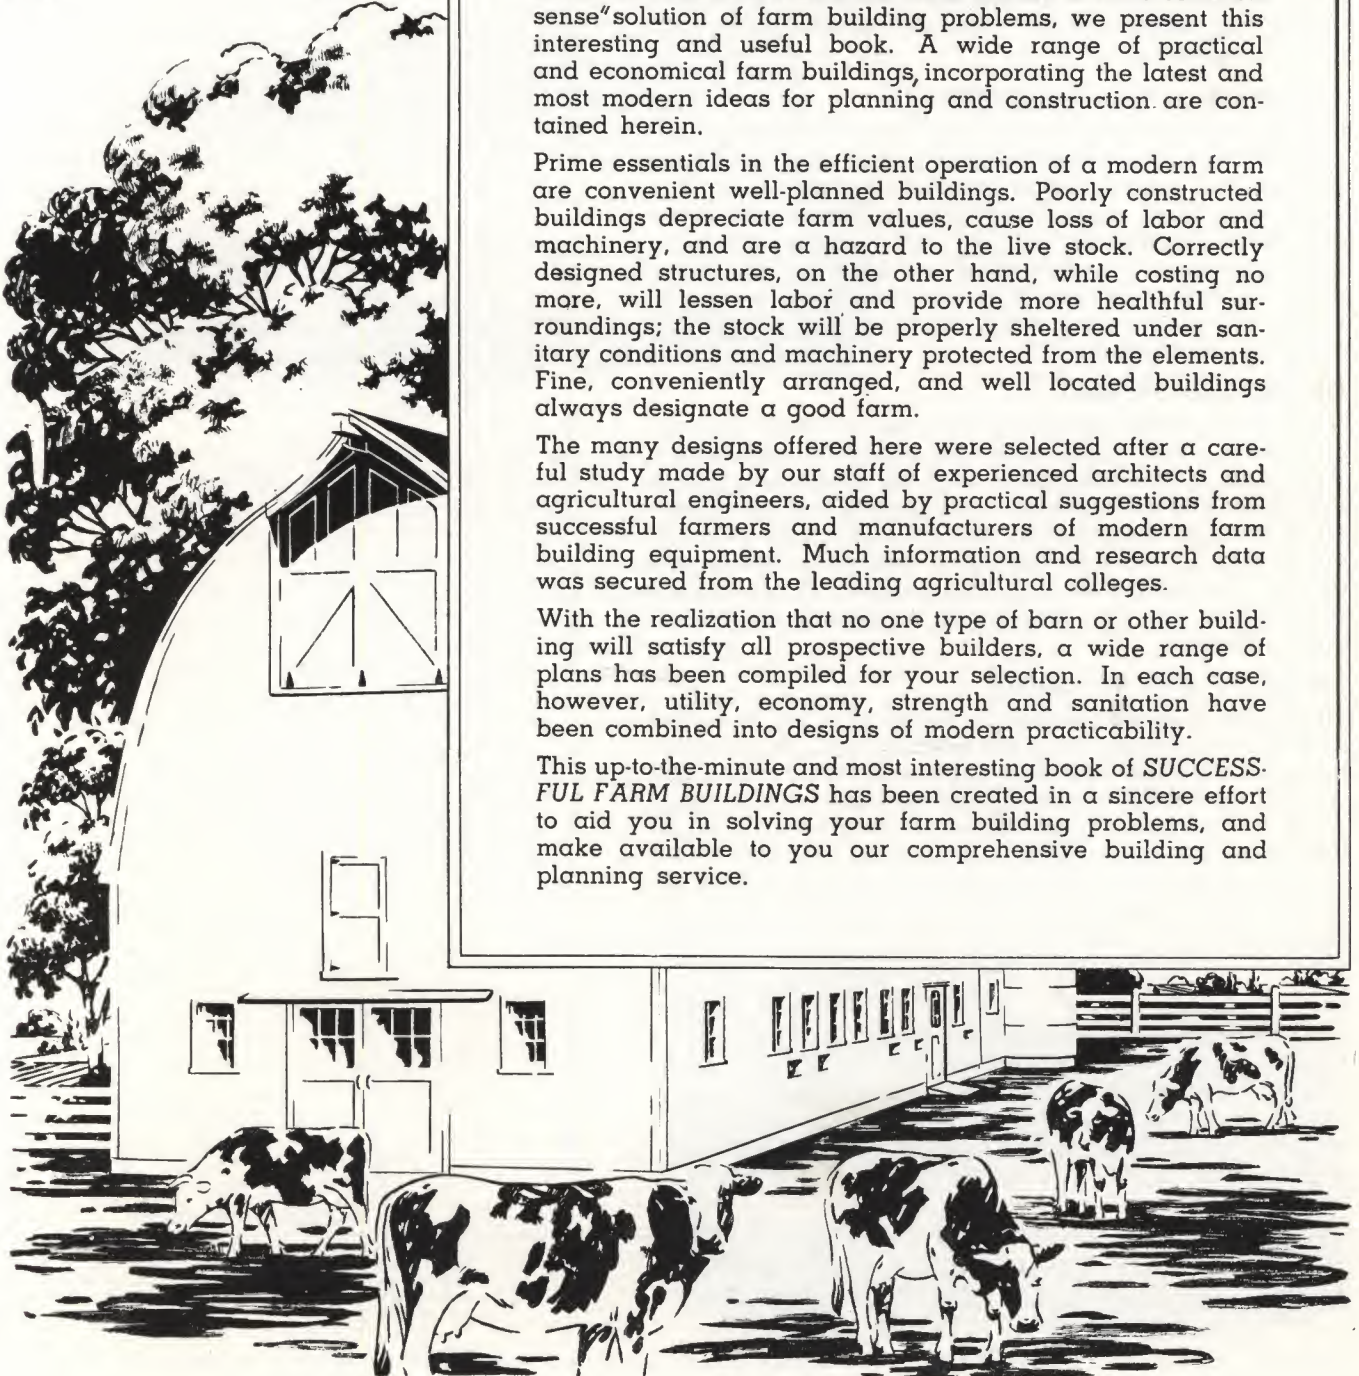 sense" solution of farm building problems, we present this
interesting and useful book. A wide range of practical
and economical farm buildings, incorporating the latest and
most modern ideas for planning and construction are con-
tained herein.
Prime essentials in the efficient operation of a modern farm
are convenient well-planned buildings. Poorly constructed
buildings depreciate farm values, cause loss of labor and
machinery, and are a hazard to the live stock. Correctly
designed structures, on the other hand, while costing no
more, will lessen labor and provide more healthful sur-
roundings; the stock will be properly sheltered under san-
itary conditions and machinery protected from the elements.
Fine, conveniently arranged, and well located buildings
always designate a good farm.
The many designs offered here were selected after a care-
ful study made by our staff of experienced architects and
agricultural engineers, aided by practical suggestions from
successful farmers and manufacturers of modern farm
building equipment. Much information and research data
was secured from the leading agricultural colleges.
With the realization that no one type of barn or other build-
ing will satisfy all prospective builders, a wide range of
plans has been compiled for your selection. In each case,
however, utility, economy, strength and sanitation have
been combined into designs of modern practicability.
This up-to-the-minute and most interesting book of SUCCESS-
FUL FARM BUILDINGS has been created in a sincere effort
to aid you in solving your farm building problems, and
make available to you our comprehensive building and
planning service.